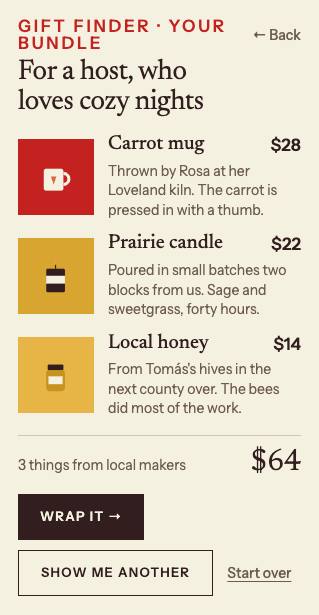 GIFT FINDER · YOUR
BUNDLE
← Back
For a host, who
loves cozy nights
Carrot mug
$28
Thrown by Rosa at her
Loveland kiln. The carrot is
pressed in with a thumb.
Prairie candle
$22
Poured in small batches two
blocks from us. Sage and
sweetgrass, forty hours.
Local honey
$14
From Tomás's hives in the
next county over. The bees
did most of the work.
3 things from local makers
$64
WRAP IT →
SHOW ME ANOTHER
Start over